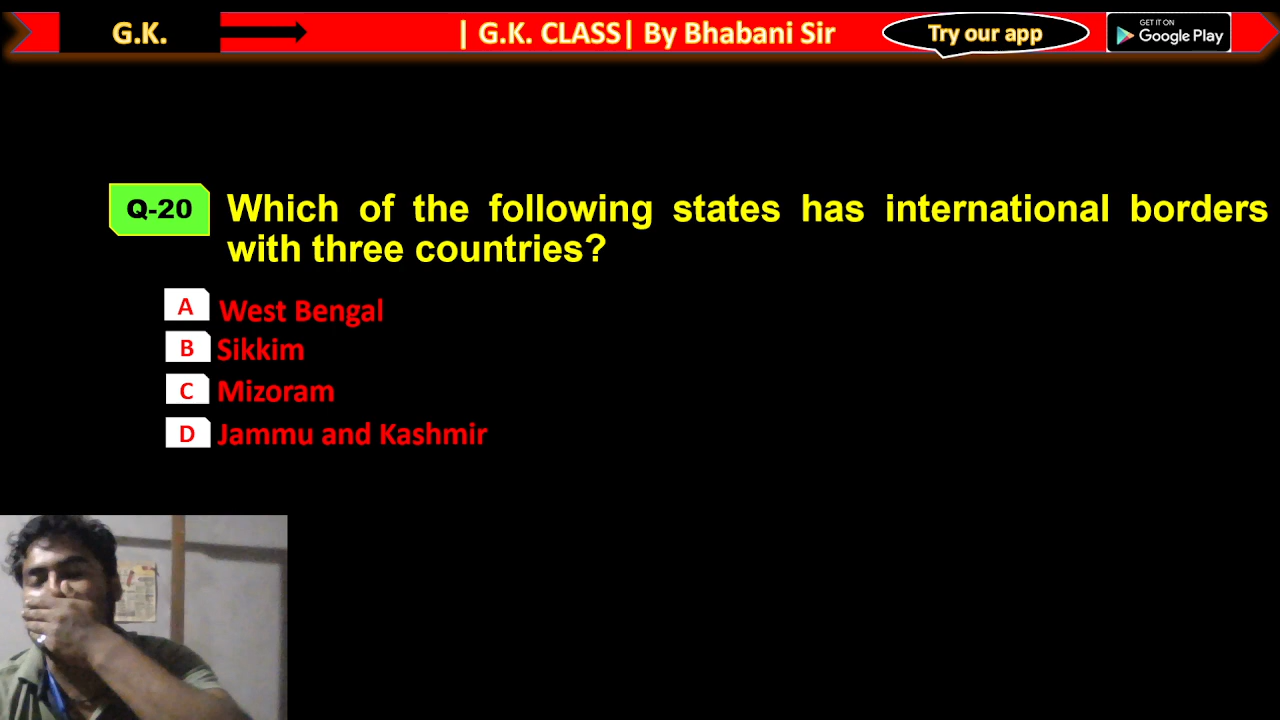 G.K.
| G.K. CLASS| By Bhabani Sir
Try our app
GET IT ON
Google Play
Q-20
Which of the following states has international borders
with three countries?
A West Bengal
B Sikkim
C Mizoram
D Jammu and Kashmir